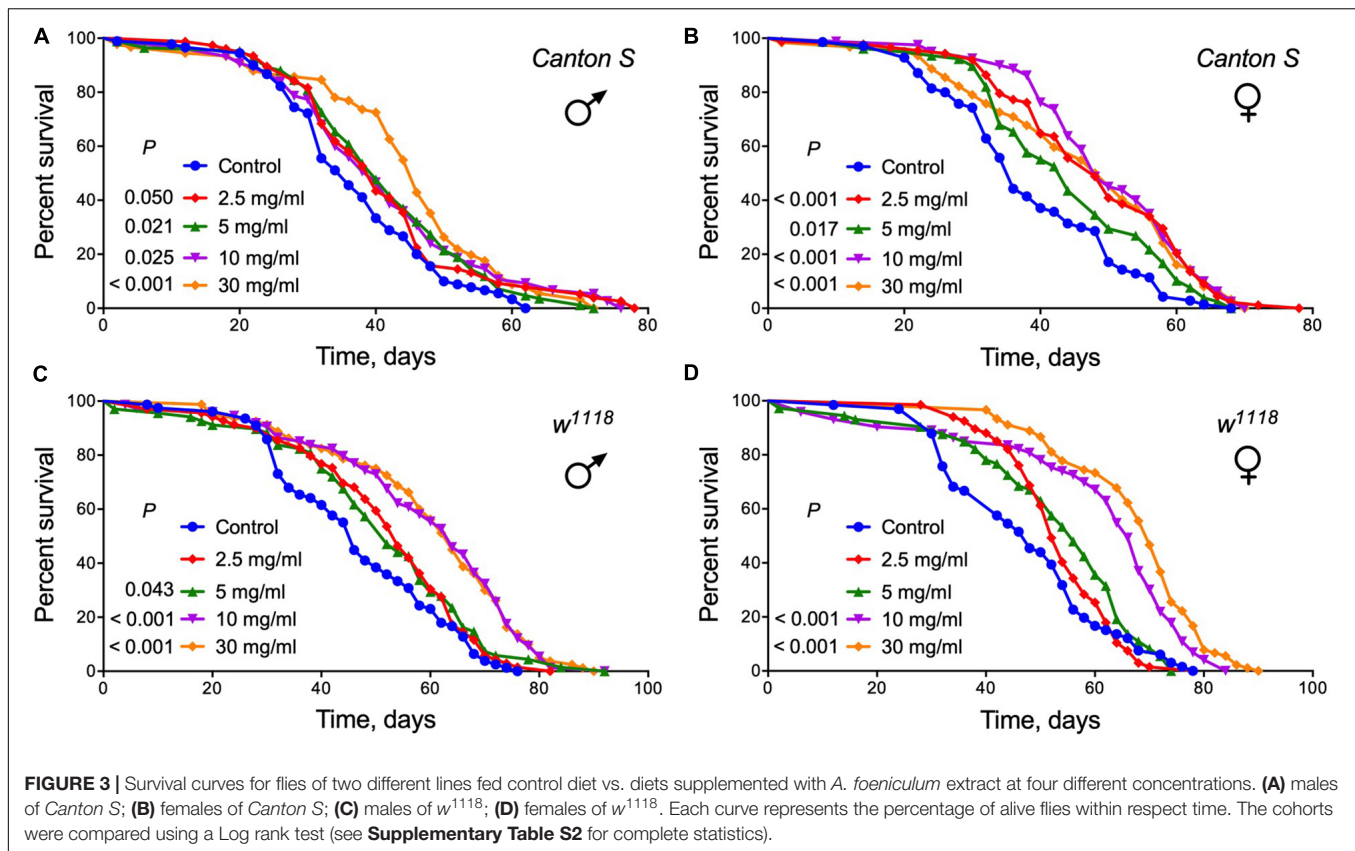 A
Canton S
♂
Percent survival
100
80
60
40
20
0
P
Control
0.050 2.5 mg/ml
0.021 5 mg/ml
0.025 10 mg/ml
< 0.001 30 mg/ml
0 20 40 60 80
Time, days
B
Canton S
♀
Percent survival
100
80
60
40
20
0
P
Control
< 0.001 2.5 mg/ml
0.017 5 mg/ml
< 0.001 10 mg/ml
< 0.001 30 mg/ml
0 20 40 60 80
Time, days
C
w¹¹¹⁸
♂
Percent survival
100
80
60
40
20
0
P
Control
2.5 mg/ml
0.043 5 mg/ml
< 0.001 10 mg/ml
< 0.001 30 mg/ml
0 20 40 60 80 100
Time, days
D
w¹¹¹⁸
♀
Percent survival
100
80
60
40
20
0
P
Control
2.5 mg/ml
5 mg/ml
< 0.001 10 mg/ml
< 0.001 30 mg/ml
0 20 40 60 80 100
Time, days
FIGURE 3 | Survival curves for flies of two different lines fed control diet vs. diets supplemented with A. foeniculum extract at four different concentrations. (A) males
of Canton S; (B) females of Canton S; (C) males of w¹¹¹⁸; (D) females of w¹¹¹⁸. Each curve represents the percentage of alive flies within respect time. The cohorts
were compared using a Log rank test (see Supplementary Table S2 for complete statistics).